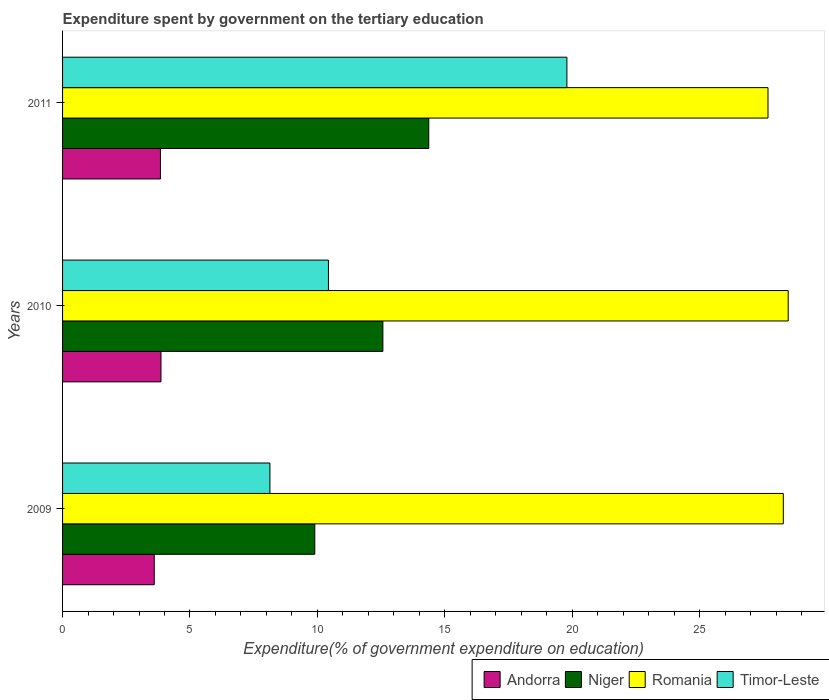 Expenditure spent by government on the tertiary education
2011
2010
2009
Years
0
5
10
15
20
25
Expenditure(% of government expenditure on education)
Andorra
Niger
Romania
Timor-Leste